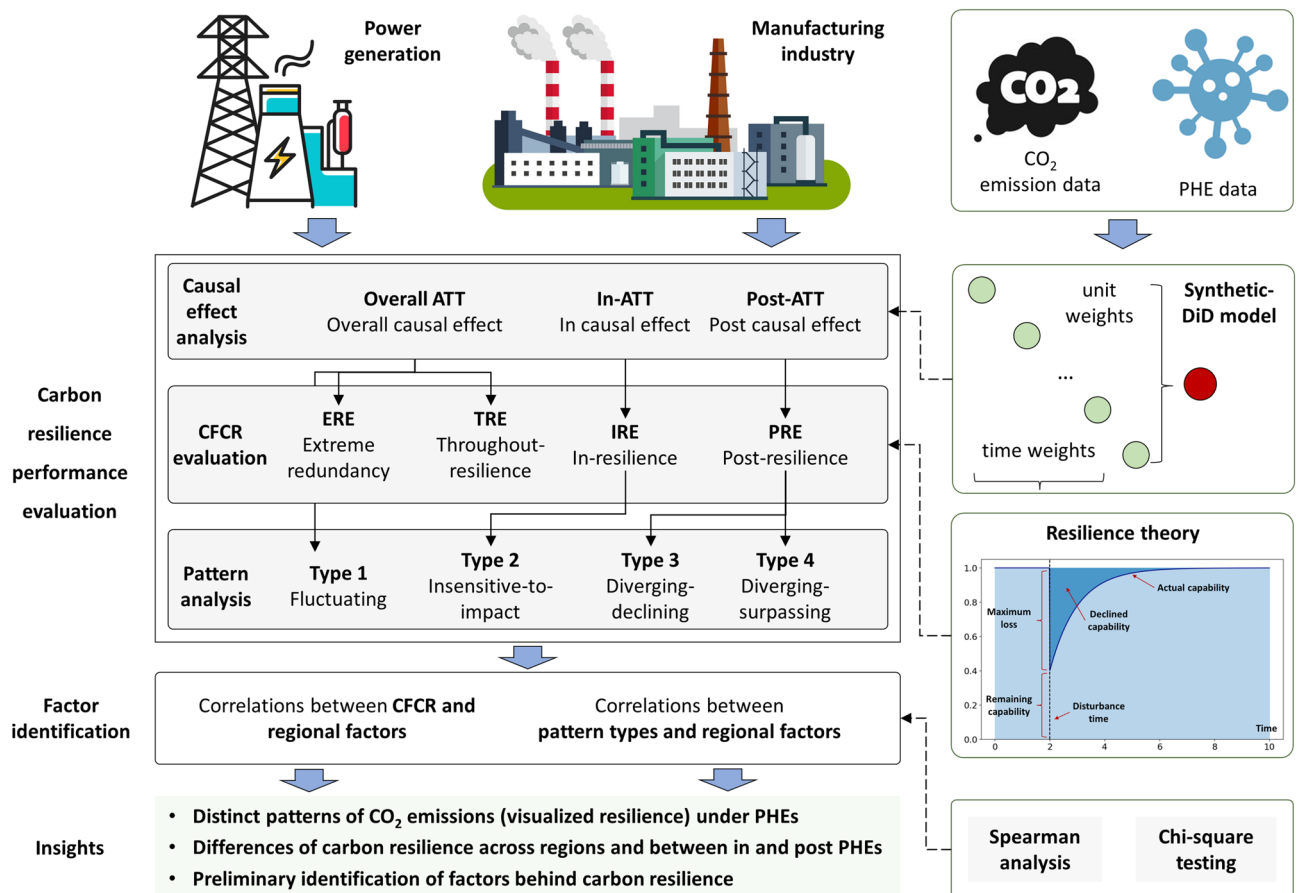 Power
generation
Manufacturing
industry
CO2
CO₂
emission data
PHE data
Carbon
resilience
performance
evaluation
Causal
effect
analysis
Overall ATT
Overall causal effect
In-ATT
In causal effect
Post-ATT
Post causal effect
CFCR
evaluation
ERE
Extreme
redundancy
TRE
Throughout-
resilience
IRE
In-resilience
PRE
Post-resilience
Pattern
analysis
Type 1
Fluctuating
Type 2
Insensitive-to-
impact
Type 3
Diverging-
declining
Type 4
Diverging-
surpassing
unit
weights
Synthetic-
DiD model
...
time weights
Resilience theory
1.0
0.8
0.6
0.4
0.2
0.0
Maximum
loss
Remaining
capability
Declined
capability
Actual capability
Disturbance
time
Time
0
2
4
6
8
10
Factor
identification
Correlations between CFCR and
regional factors
Correlations between
pattern types and regional factors
Insights
• Distinct patterns of CO₂ emissions (visualized resilience) under PHEs
• Differences of carbon resilience across regions and between in and post PHEs
• Preliminary identification of factors behind carbon resilience
Spearman
analysis
Chi-square
testing